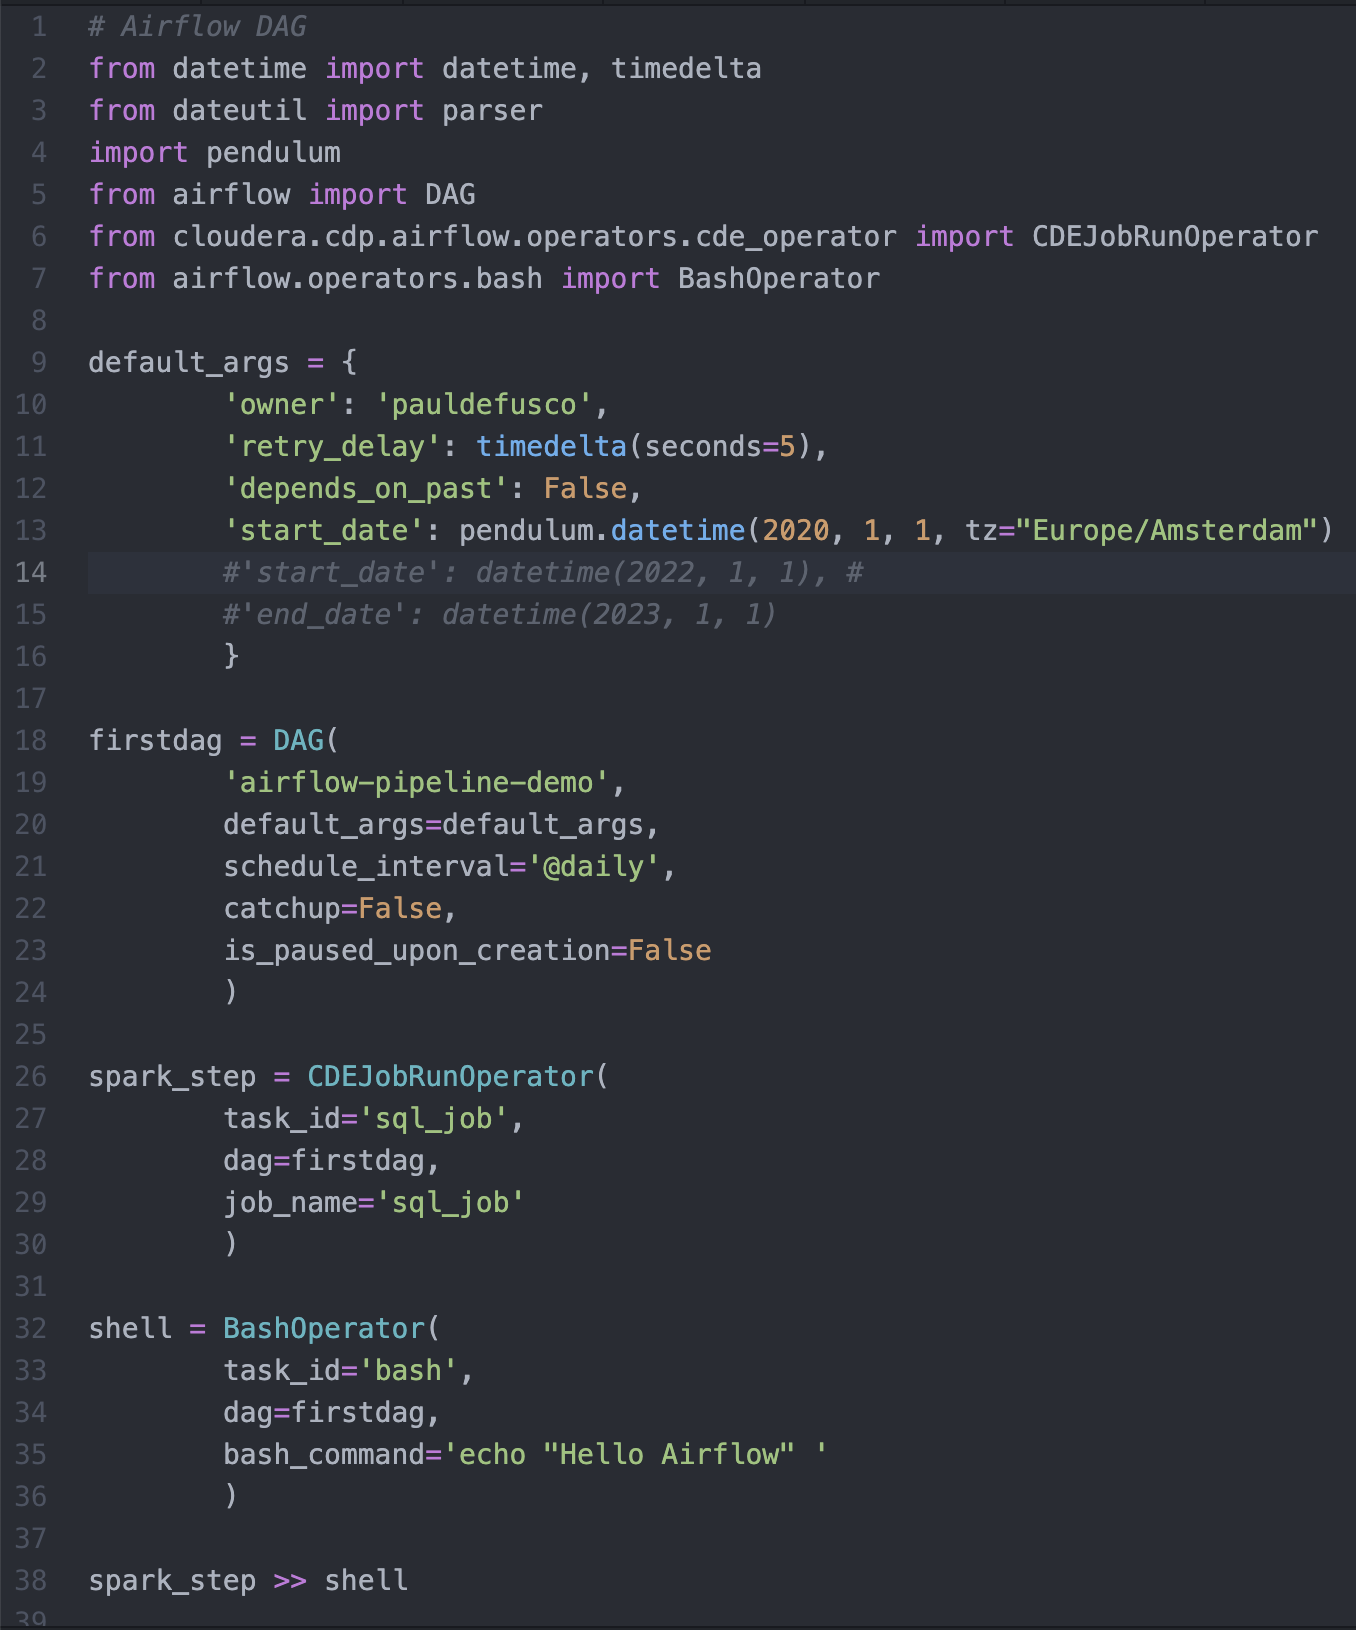 1 # Airflow DAG
2 from datetime import datetime, timedelta
3 from dateutil import parser
4 import pendulum
5 from airflow import DAG
6 from cloudera.cdp.airflow.operators.cde_operator import CDEJobRunOperator
7 from airflow.operators.bash import BashOperator
8
9 default_args = {
10         'owner': 'pauldefusco',
11         'retry_delay': timedelta(seconds=5),
12         'depends_on_past': False,
13         'start_date': pendulum.datetime(2020, 1, 1, tz="Europe/Amsterdam")
14         #'start_date': datetime(2022, 1, 1), #
15         #'end_date': datetime(2023, 1, 1)
16         }
17
18 firstdag = DAG(
19         'airflow-pipeline-demo',
20         default_args=default_args,
21         schedule_interval='@daily',
22         catchup=False,
23         is_paused_upon_creation=False
24         )
25
26 spark_step = CDEJobRunOperator(
27         task_id='sql_job',
28         dag=firstdag,
29         job_name='sql_job'
30         )
31
32 shell = BashOperator(
33         task_id='bash',
34         dag=firstdag,
35         bash_command='echo "Hello Airflow" '
36         )
37
38 spark_step >> shell
39